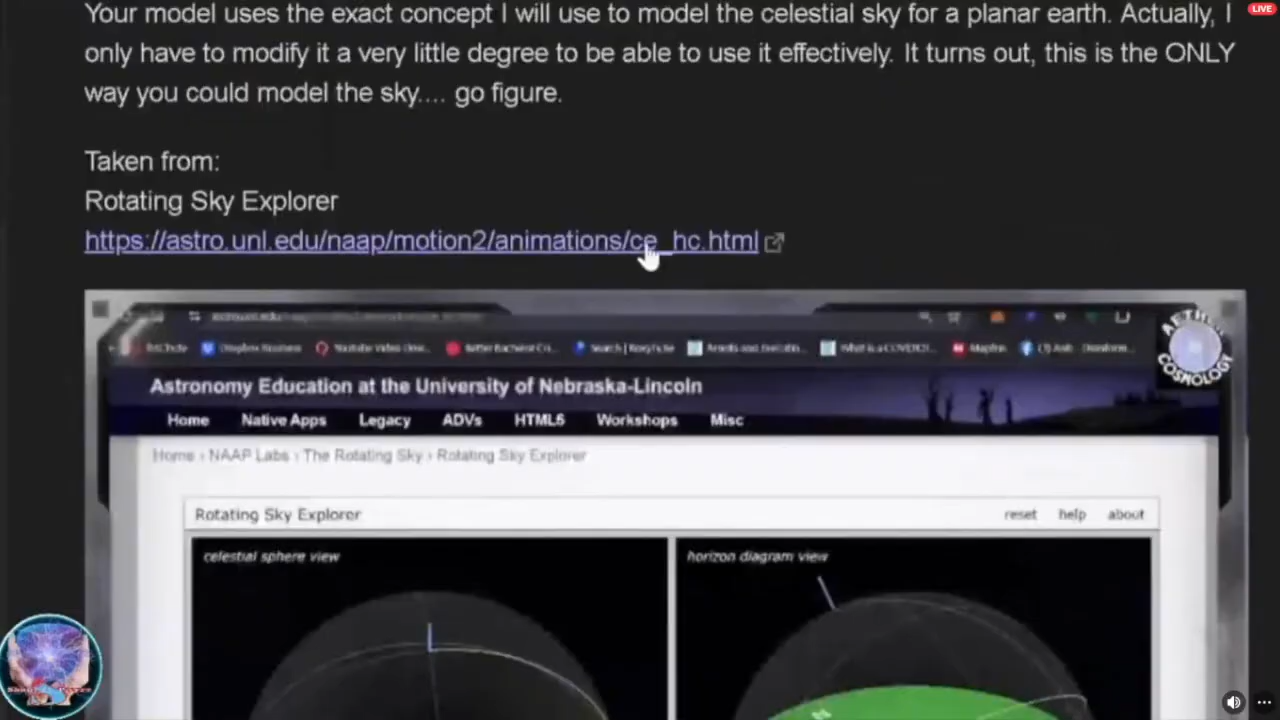 LIVE
Your model uses the exact concept I will use to model the celestial sky for a planar earth. Actually, I
only have to modify it a very little degree to be able to use it effectively. It turns out, this is the ONLY
way you could model the sky.... go figure.
Taken from:
Rotating Sky Explorer
https://astro.unl.edu/naap/motion2/animations/ce_hc.html
AETHER COSMOLOGY
Astronomy Education at the University of Nebraska-Lincoln
Home Native Apps Legacy ADVs HTML5 Workshops Misc
Home › NAAP Labs › The Rotating Sky › Rotating Sky Explorer
Rotating Sky Explorer reset help about
celestial sphere view horizon diagram view
N